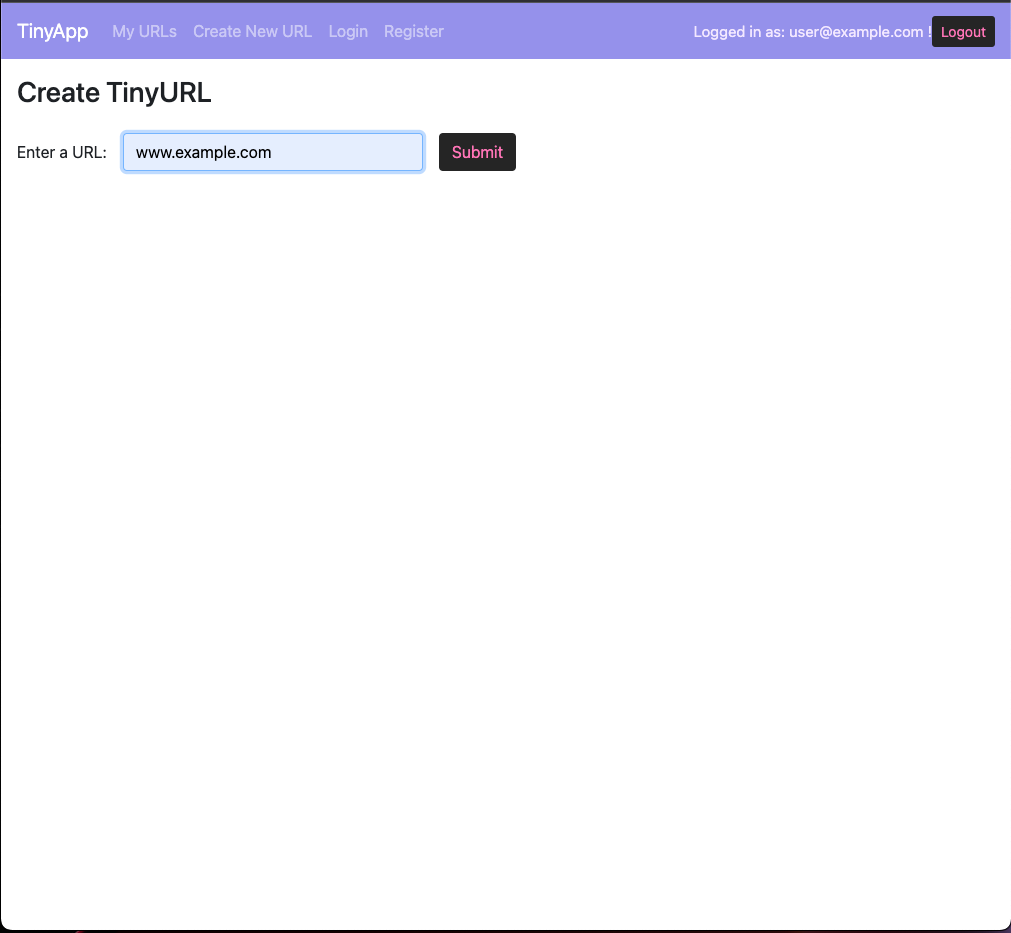 TinyApp My URLs Create New URL Login Register Logged in as: user@example.com ! Logout
Create TinyURL
Enter a URL: www.example.com Submit